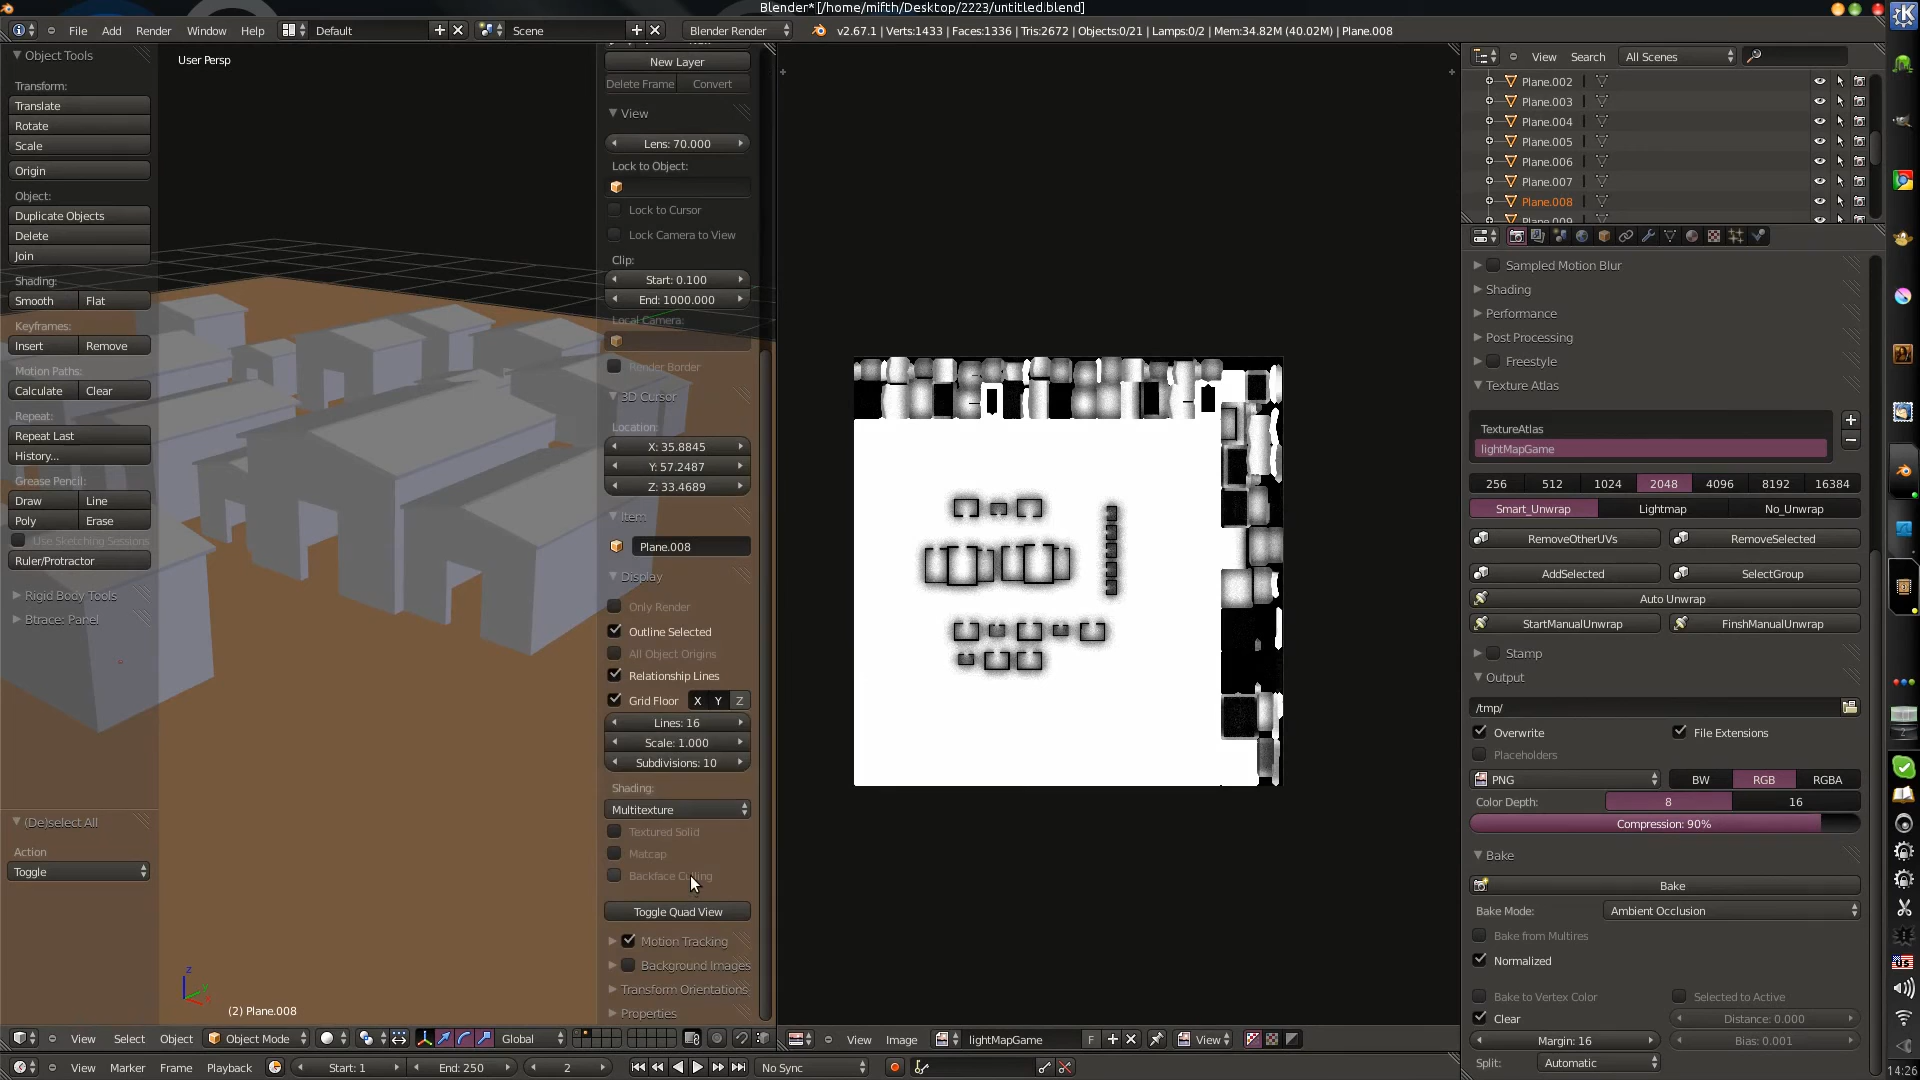 Blender* [/home/mifth/Desktop/2223/untitled.blend]
File Add Render Window Help Default Scene Blender Render v2.67.1 | Verts:1433 | Faces:1336 | Tris:2672 | Objects:0/21 | Lamps:0/2 | Mem:34.82M (40.02M) | Plane.008
Object Tools
Transform:
Translate
Rotate
Scale
Origin
Object:
Duplicate Objects
Delete
Join
Shading:
Smooth Flat
Keyframes:
Insert Remove
Motion Paths:
Calculate Clear
Repeat:
Repeat Last
History...
Grease Pencil:
Draw Line
Poly Erase
Use Sketching Sessions
Ruler/Protractor
Rigid Body Tools
Btrace: Panel
(De)select All
Action
Toggle
User Persp
(2) Plane.008
New Layer
Delete Frame Convert
View
Lens: 70.000
Lock to Object:
Lock to Cursor
Lock Camera to View
Clip:
Start: 0.100
End: 1000.000
Local Camera:
Render Border
3D Cursor
Location:
X: 35.8845
Y: 57.2487
Z: 33.4689
Item
Plane.008
Display
Only Render
Outline Selected
All Object Origins
Relationship Lines
Grid Floor X Y Z
Lines: 16
Scale: 1.000
Subdivisions: 10
Shading:
Multitexture
Textured Solid
Matcap
Backface Culling
Toggle Quad View
Motion Tracking
Background Images
Transform Orientations
Properties
View Search All Scenes
Plane.002
Plane.003
Plane.004
Plane.005
Plane.006
Plane.007
Plane.008
Plane.009
Sampled Motion Blur
Shading
Performance
Post Processing
Freestyle
Texture Atlas
TextureAtlas
lightMapGame
256 512 1024 2048 4096 8192 16384
Smart_Unwrap Lightmap No_Unwrap
RemoveOtherUVs RemoveSelected
AddSelected SelectGroup
Auto Unwrap
StartManualUnwrap FinshManualUnwrap
Stamp
Output
/tmp/
Overwrite File Extensions
Placeholders
PNG BW RGB RGBA
Color Depth: 8 16
Compression: 90%
Bake
Bake
Bake Mode: Ambient Occlusion
Bake from Multires
Normalized
Bake to Vertex Color Selected to Active
Clear Distance: 0.000
Margin: 16 Bias: 0.001
Split: Automatic
View Select Object Object Mode Global
View Image lightMapGame F View
View Marker Frame Playback Start: 1 End: 250 2 No Sync
14:26